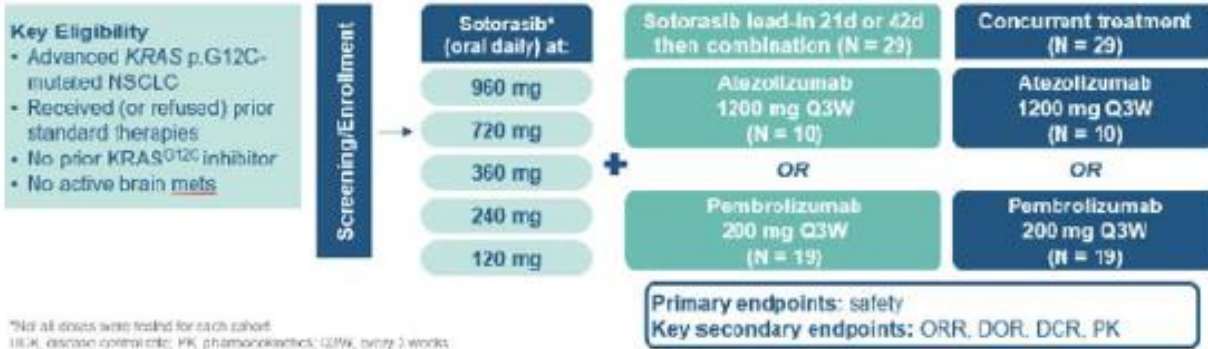 Key Eligibility
• Advanced KRAS p.G12C-
mutated NSCLC
• Received (or refused) prior
standard therapies
• No prior KRASG12C inhibitor
• No active brain mets
Screening/Enrollment
Sotorasib*
(oral daily) at:
960 mg
720 mg
360 mg
240 mg
120 mg
+
Sotorasib lead-in 21d or 42d
then combination (N = 29)
Atezolizumab
1200 mg Q3W
(N = 10)
OR
Pembrolizumab
200 mg Q3W
(N = 19)
Concurrent treatment
(N = 29)
Atezolizumab
1200 mg Q3W
(N = 10)
OR
Pembrolizumab
200 mg Q3W
(N = 19)
Primary endpoints: safety
Key secondary endpoints: ORR, DOR, DCR, PK
*Not all doses were tested for each cohort
DCR, disease control rate; PK, pharmacokinetics; Q3W, every 3 weeks